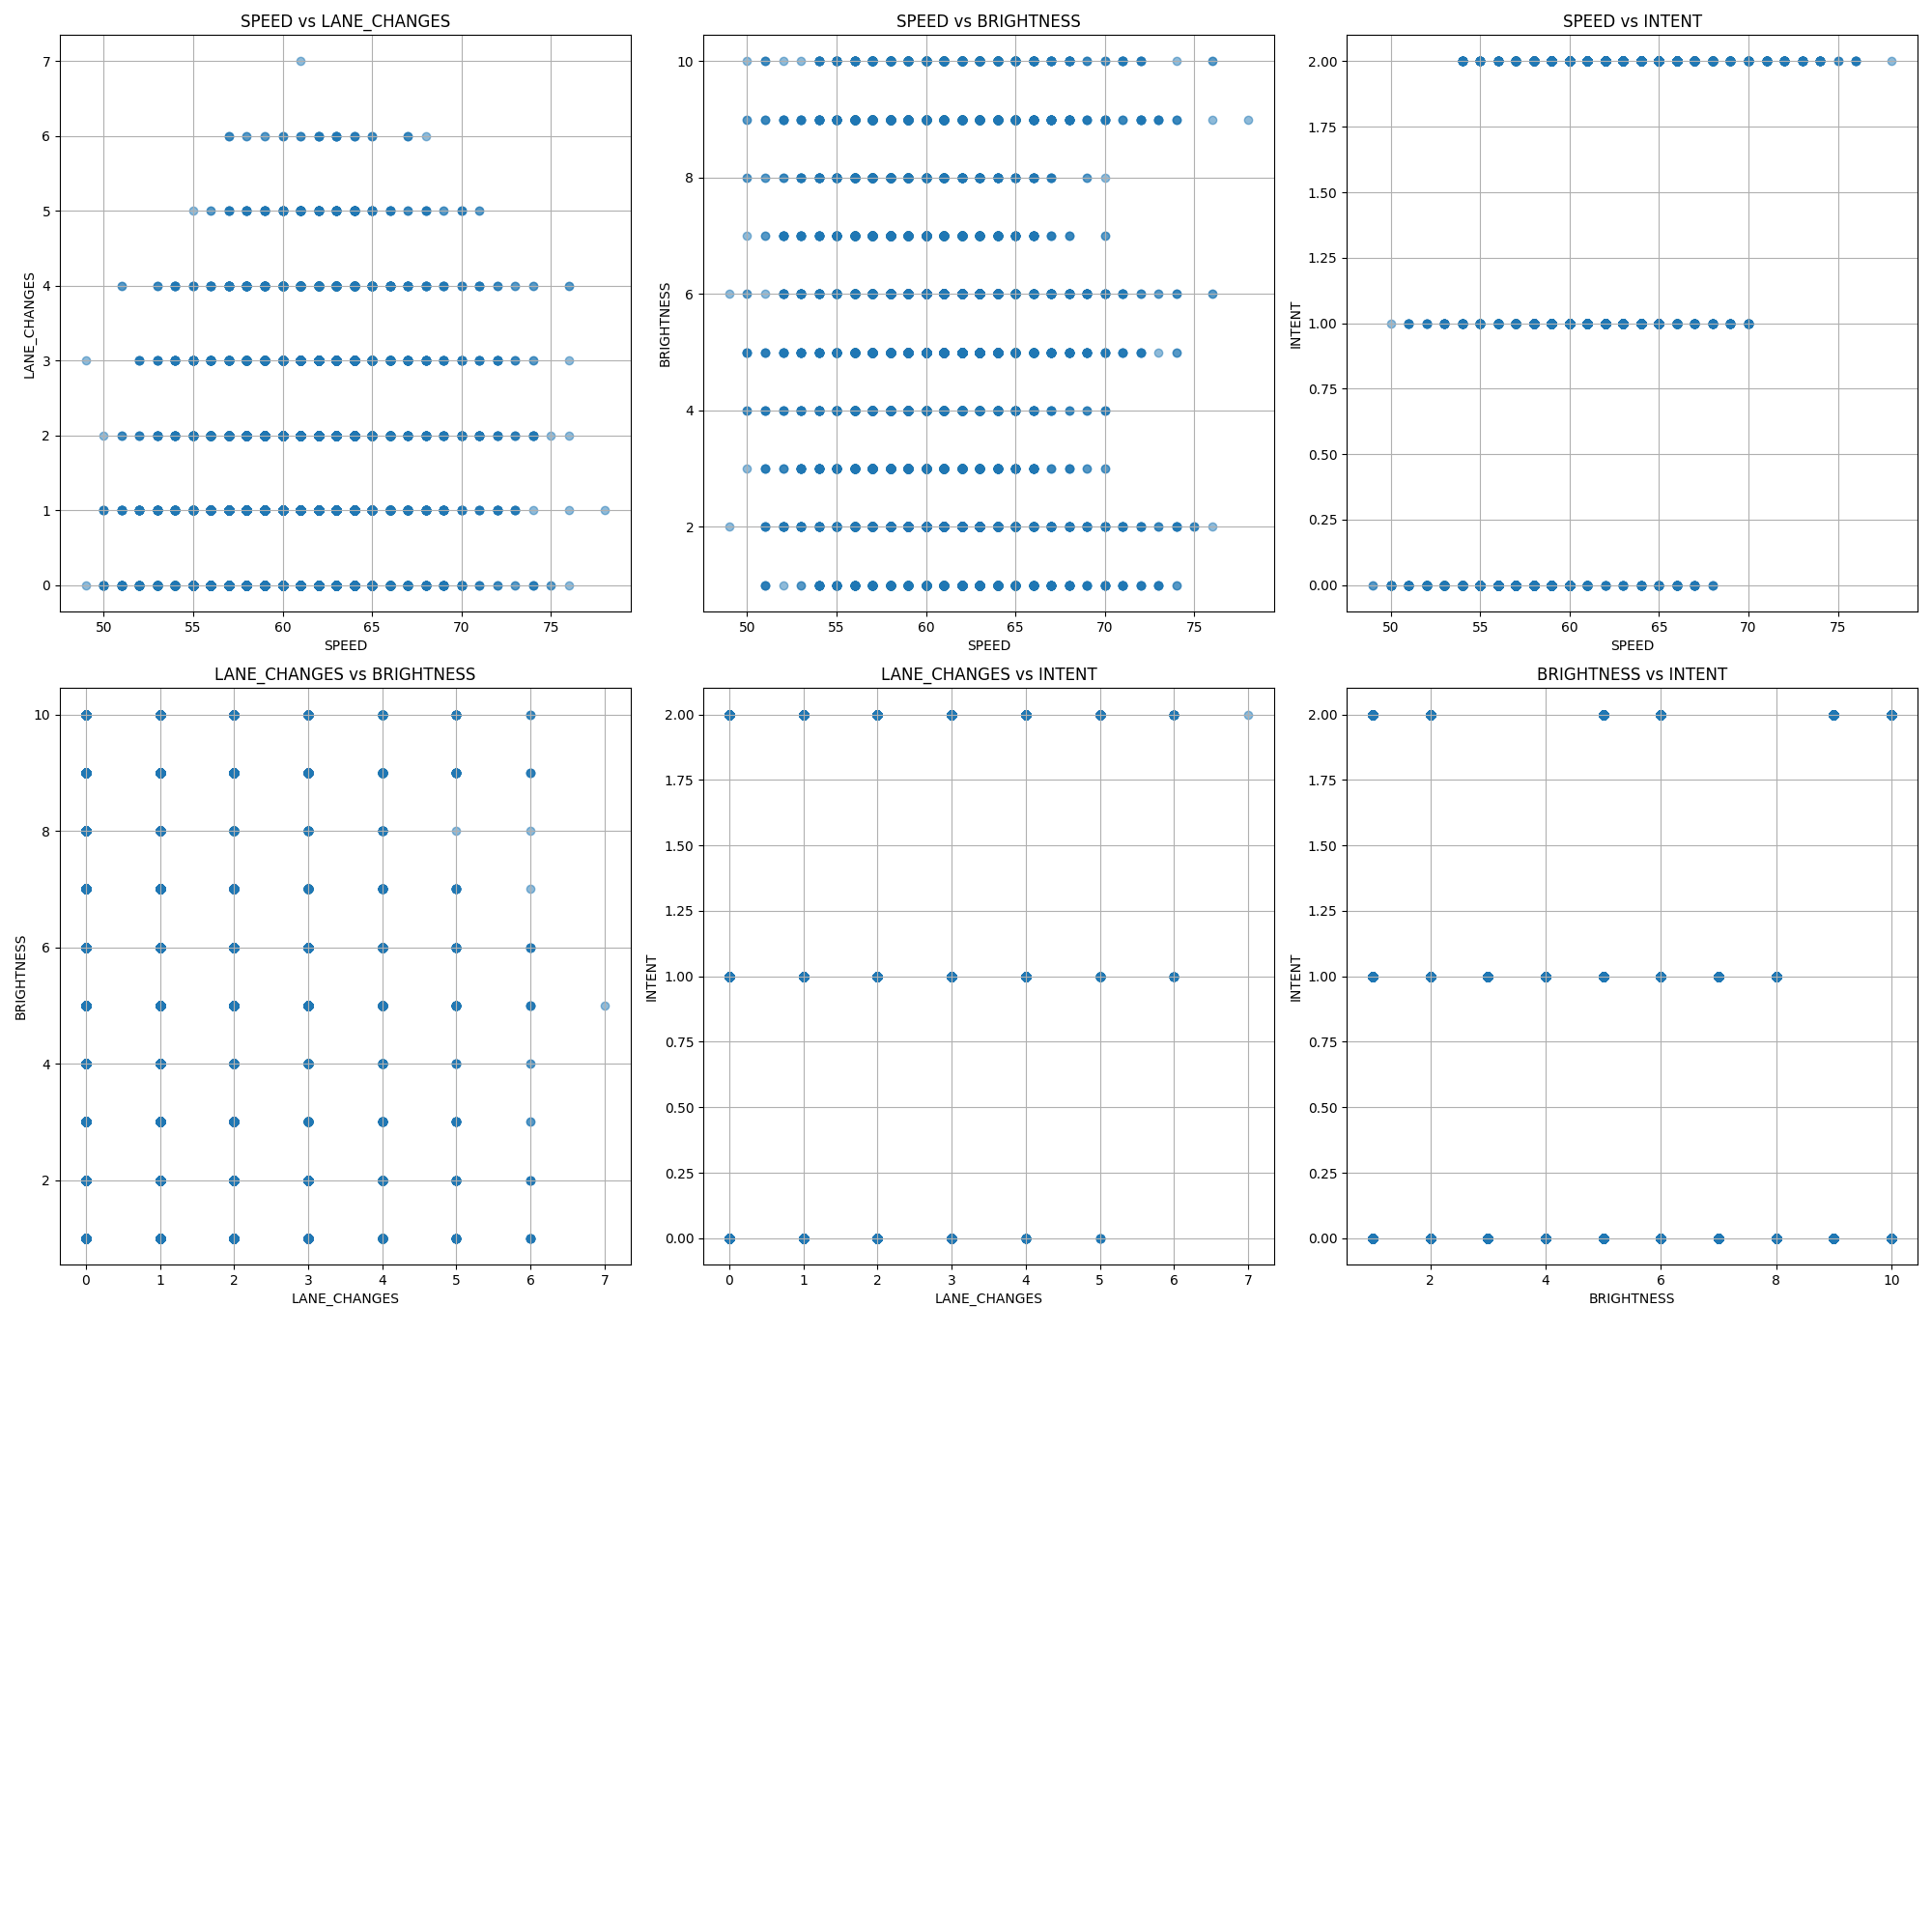 SPEED vs LANE_CHANGES
7
6
5
4
3
2
1
0
LANE_CHANGES
50 55 60 65 70 75
SPEED
SPEED vs BRIGHTNESS
10
8
6
4
2
BRIGHTNESS
50 55 60 65 70 75
SPEED
SPEED vs INTENT
2.00
1.75
1.50
1.25
1.00
0.75
0.50
0.25
0.00
INTENT
50 55 60 65 70 75
SPEED
LANE_CHANGES vs BRIGHTNESS
10
8
6
4
2
BRIGHTNESS
0 1 2 3 4 5 6 7
LANE_CHANGES
LANE_CHANGES vs INTENT
2.00
1.75
1.50
1.25
1.00
0.75
0.50
0.25
0.00
INTENT
0 1 2 3 4 5 6 7
LANE_CHANGES
BRIGHTNESS vs INTENT
2.00
1.75
1.50
1.25
1.00
0.75
0.50
0.25
0.00
INTENT
2 4 6 8 10
BRIGHTNESS